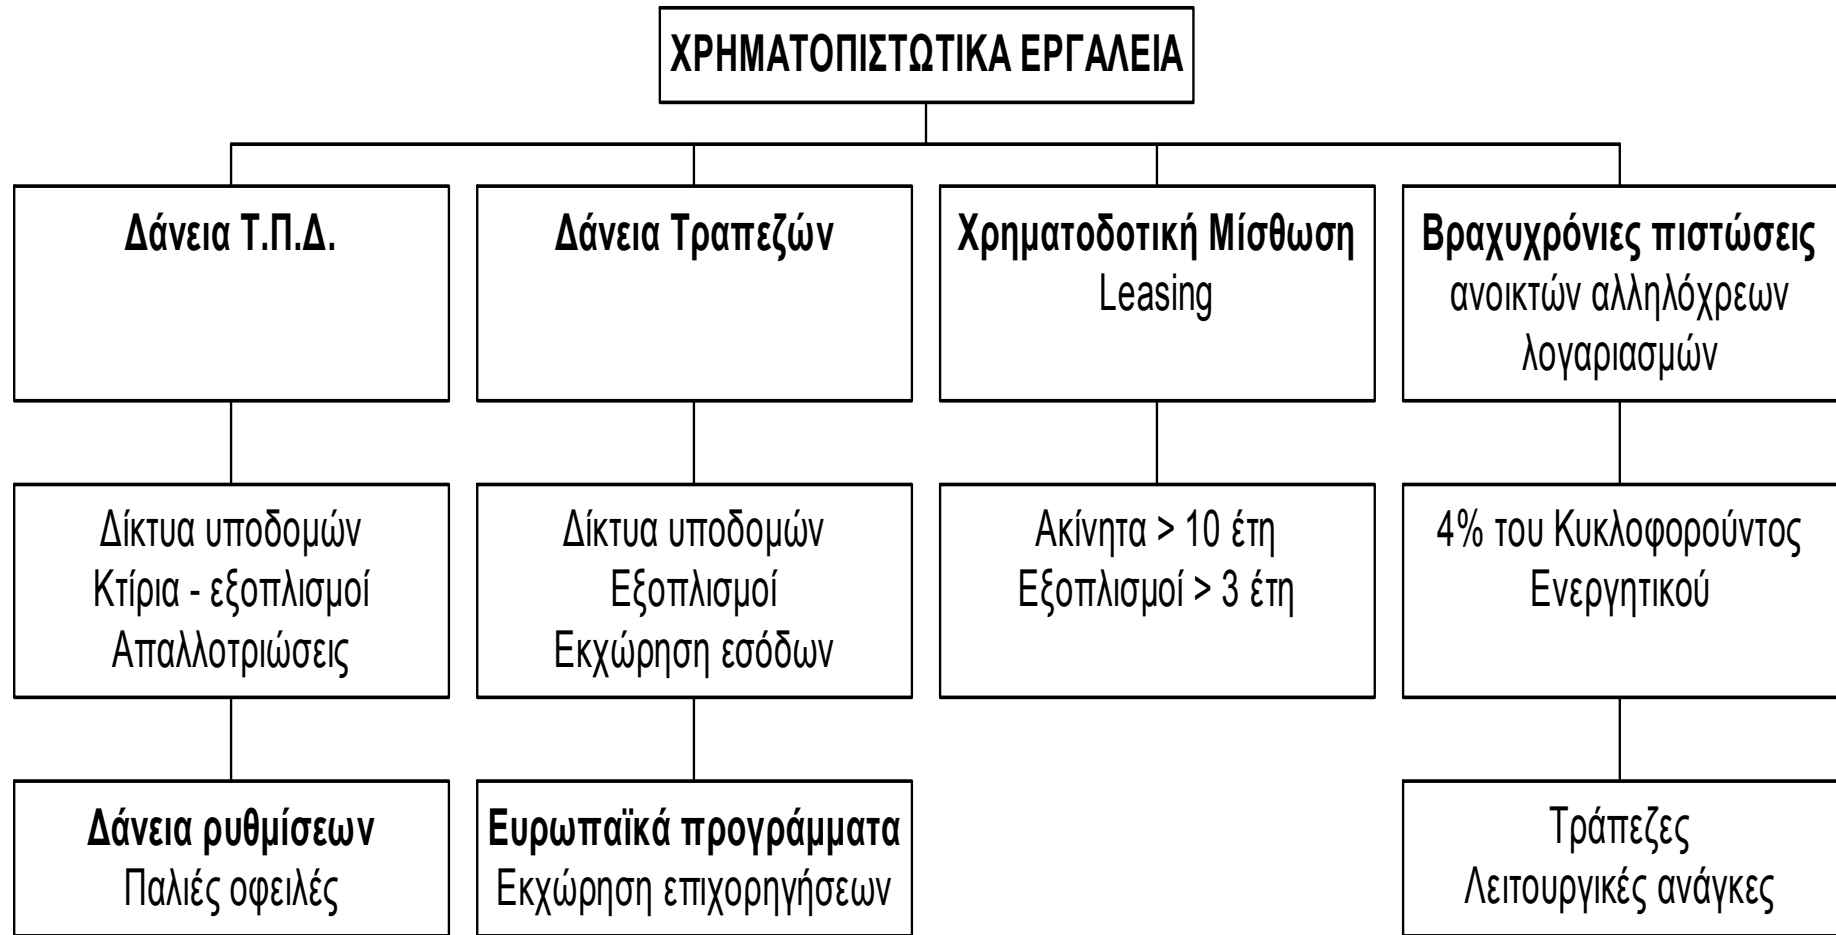 ΧΡΗΜΑΤΟΠΙΣΤΩΤΙΚΑ ΕΡΓΑΛΕΙΑ
Δάνεια Τ.Π.Δ.
Δάνεια Τραπεζών
Χρηματοδοτική Μίσθωση
Leasing
Βραχυχρόνιες πιστώσεις
ανοικτών αλληλόχρεων
λογαριασμών
Δίκτυα υποδομών
Κτίρια - εξοπλισμοί
Απαλλοτριώσεις
Δίκτυα υποδομών
Εξοπλισμοί
Εκχώρηση εσόδων
Ακίνητα > 10 έτη
Εξοπλισμοί > 3 έτη
4% του Κυκλοφορούντος
Ενεργητικού
Δάνεια ρυθμίσεων
Παλιές οφειλές
Ευρωπαϊκά προγράμματα
Εκχώρηση επιχορηγήσεων
Τράπεζες
Λειτουργικές ανάγκες